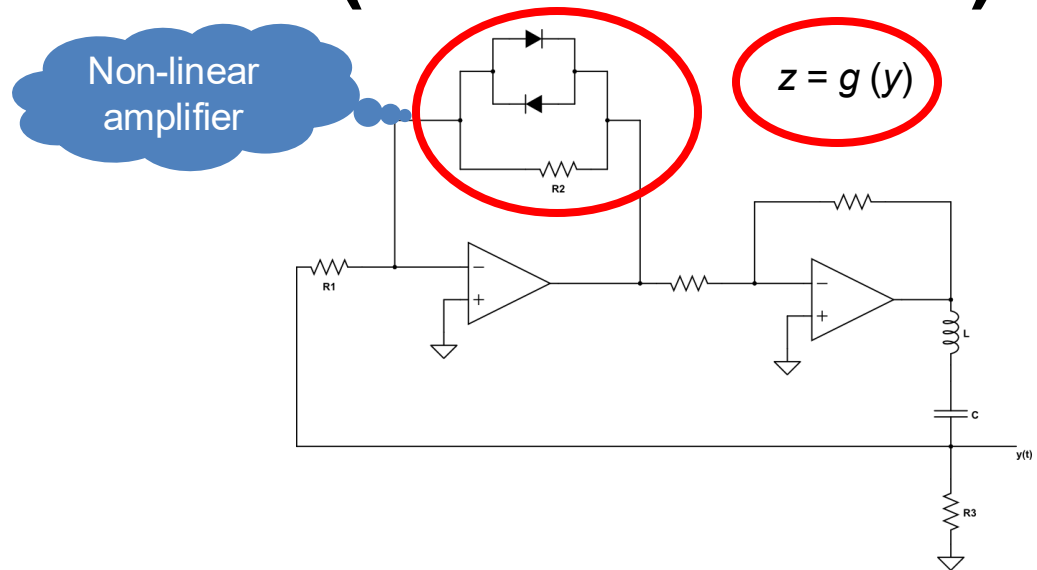 Non-linear
amplifier
z = g (y)
R2
R1
L
C
y(t)
R3